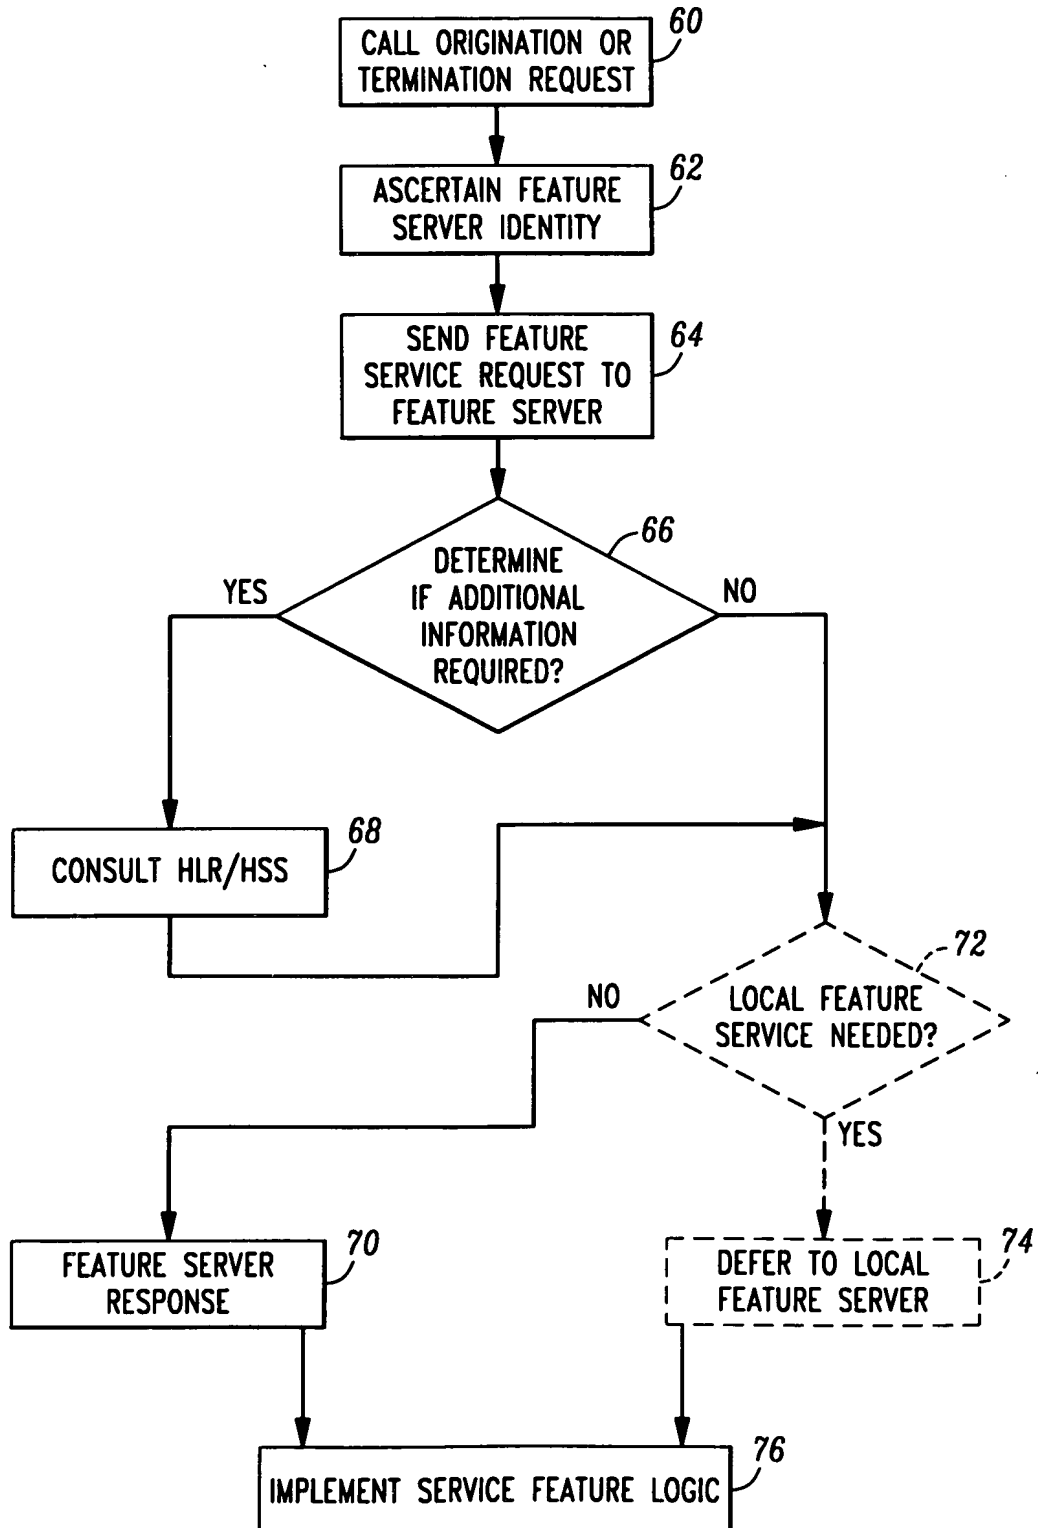 60
CALL ORIGINATION OR
TERMINATION REQUEST
62
ASCERTAIN FEATURE
SERVER IDENTITY
64
SEND FEATURE
SERVICE REQUEST TO
FEATURE SERVER
66
DETERMINE
IF ADDITIONAL
INFORMATION
REQUIRED?
YES
NO
68
CONSULT HLR/HSS
72
LOCAL FEATURE
SERVICE NEEDED?
NO
YES
70
FEATURE SERVER
RESPONSE
74
DEFER TO LOCAL
FEATURE SERVER
76
IMPLEMENT SERVICE FEATURE LOGIC